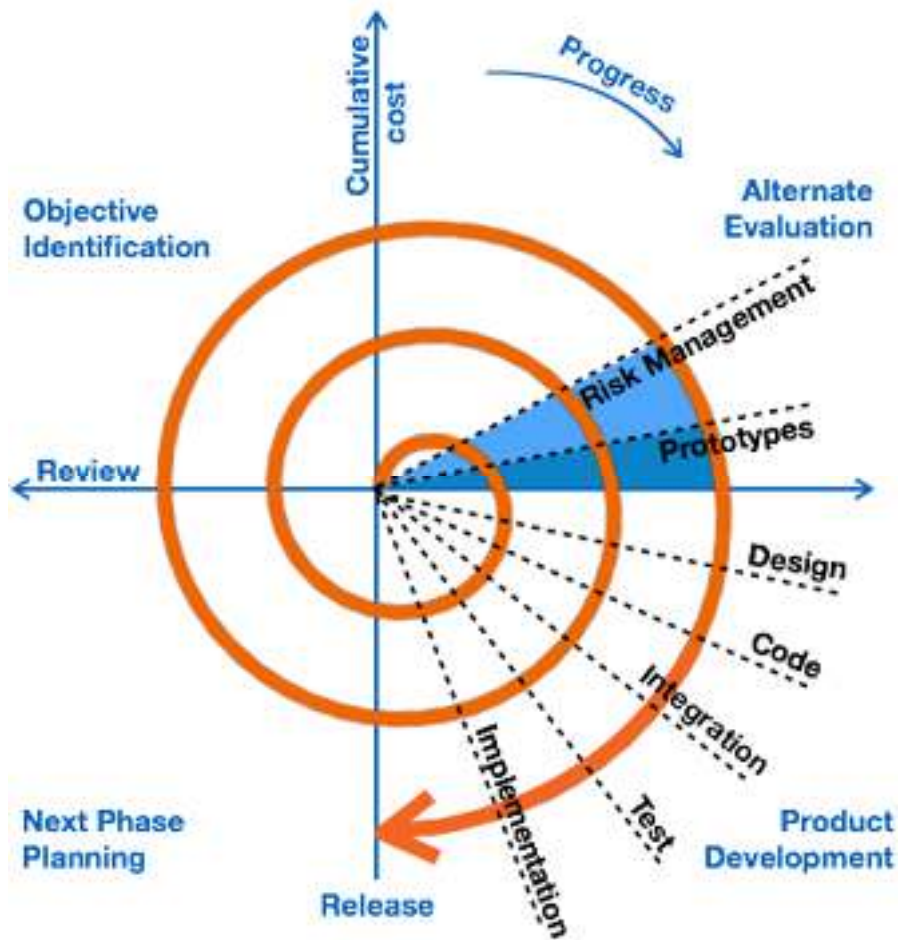 Cumulative
cost
Progress
Objective
Identification
Alternate
Evaluation
Risk Management
Prototypes
Review
Design
Code
Integration
Test
Implementation
Next Phase
Planning
Product
Development
Release